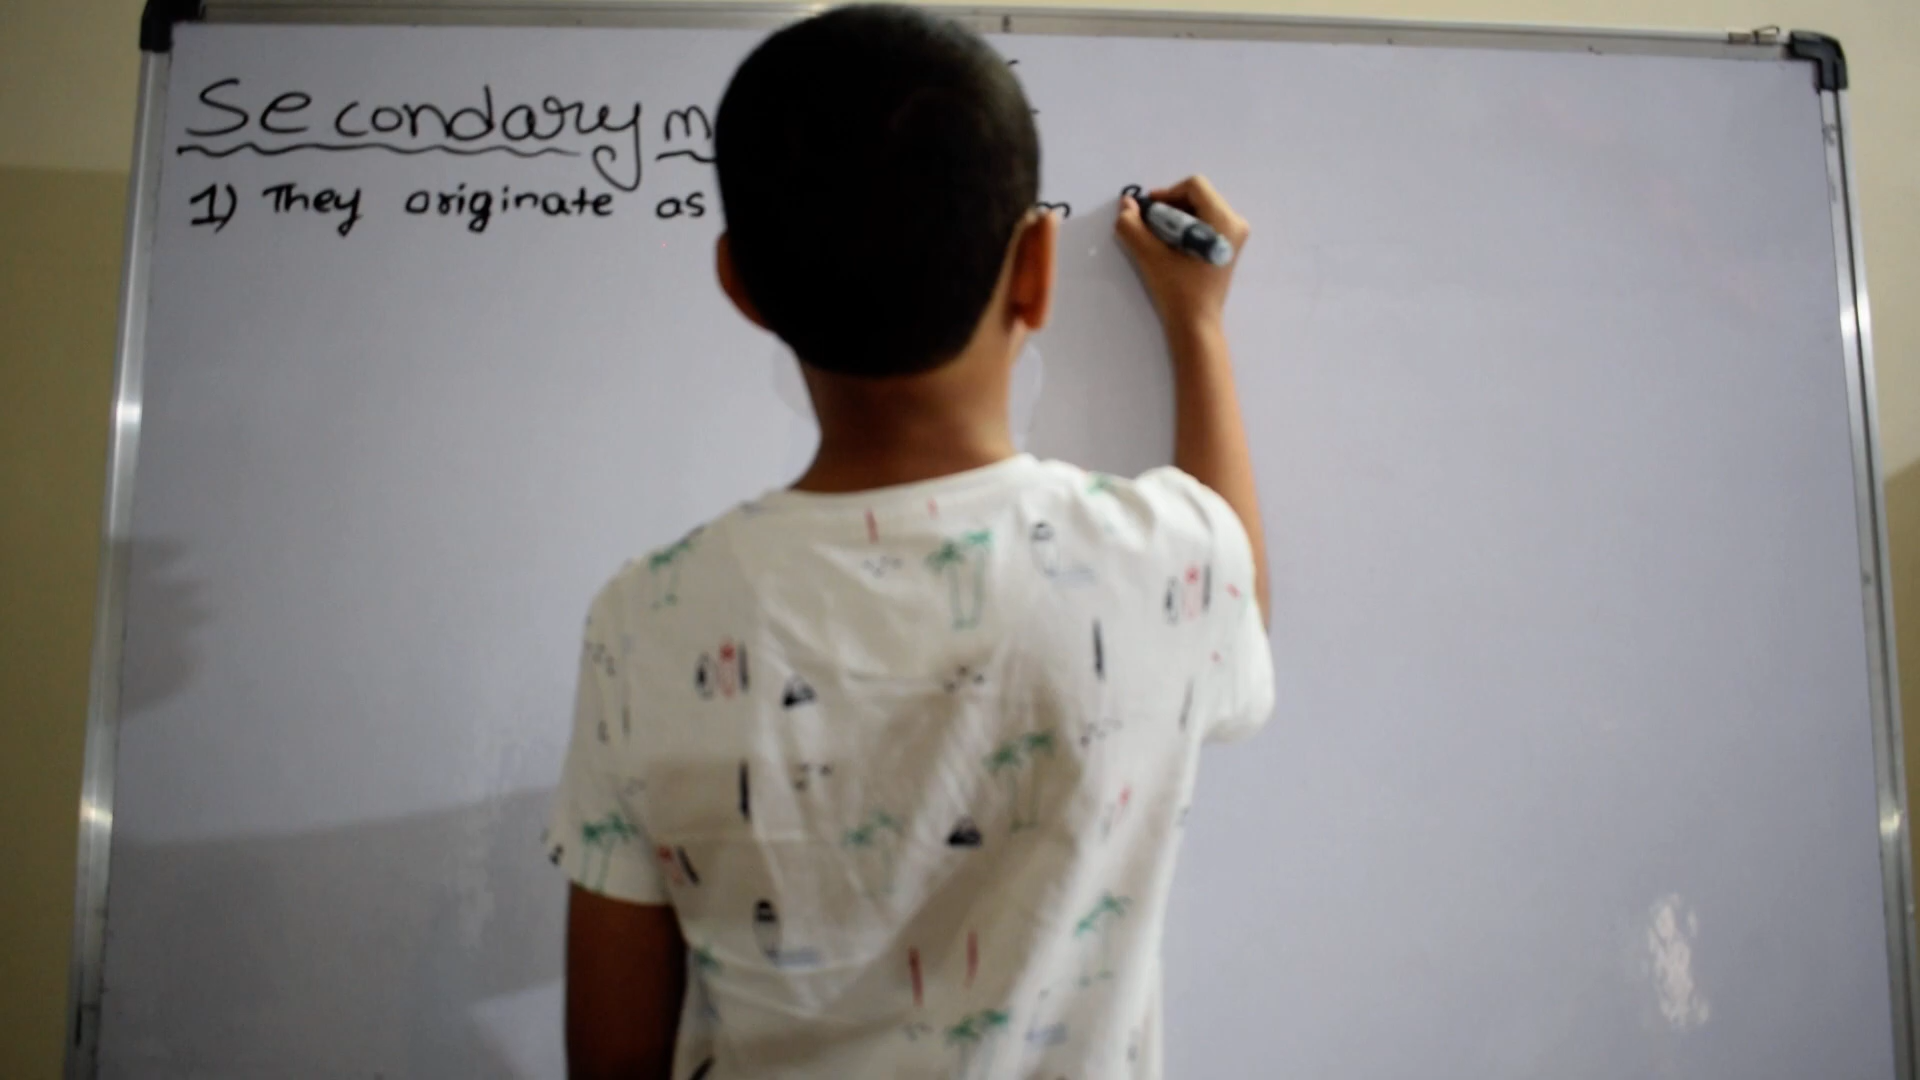 Secondary
1) They originate as